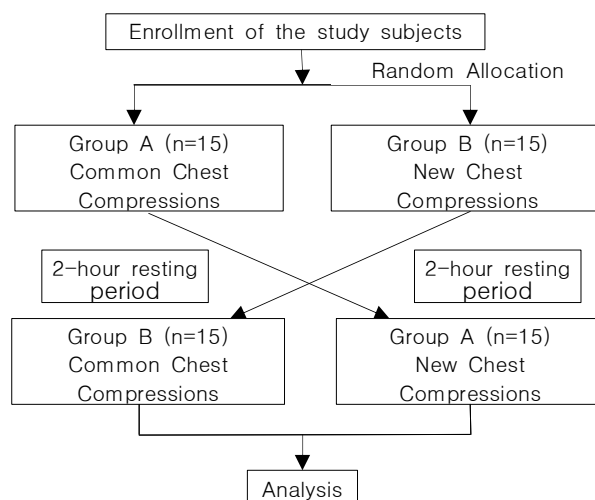 Enrollment of the study subjects
Random Allocation
Group A (n=15)
Common Chest
Compressions
Group B (n=15)
New Chest
Compressions
2-hour resting
period
2-hour resting
period
Group B (n=15)
Common Chest
Compressions
Group A (n=15)
New Chest
Compressions
Analysis